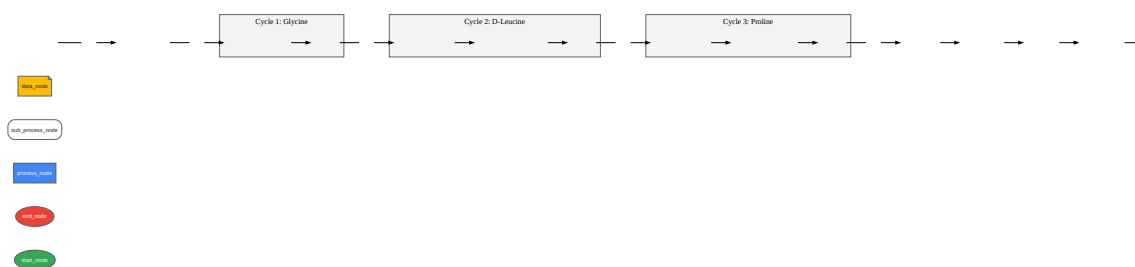 Cycle 1: Glycine
Cycle 2: D-Leucine
Cycle 3: Proline
data_node
sub_process_node
process_node
end_node
start_node